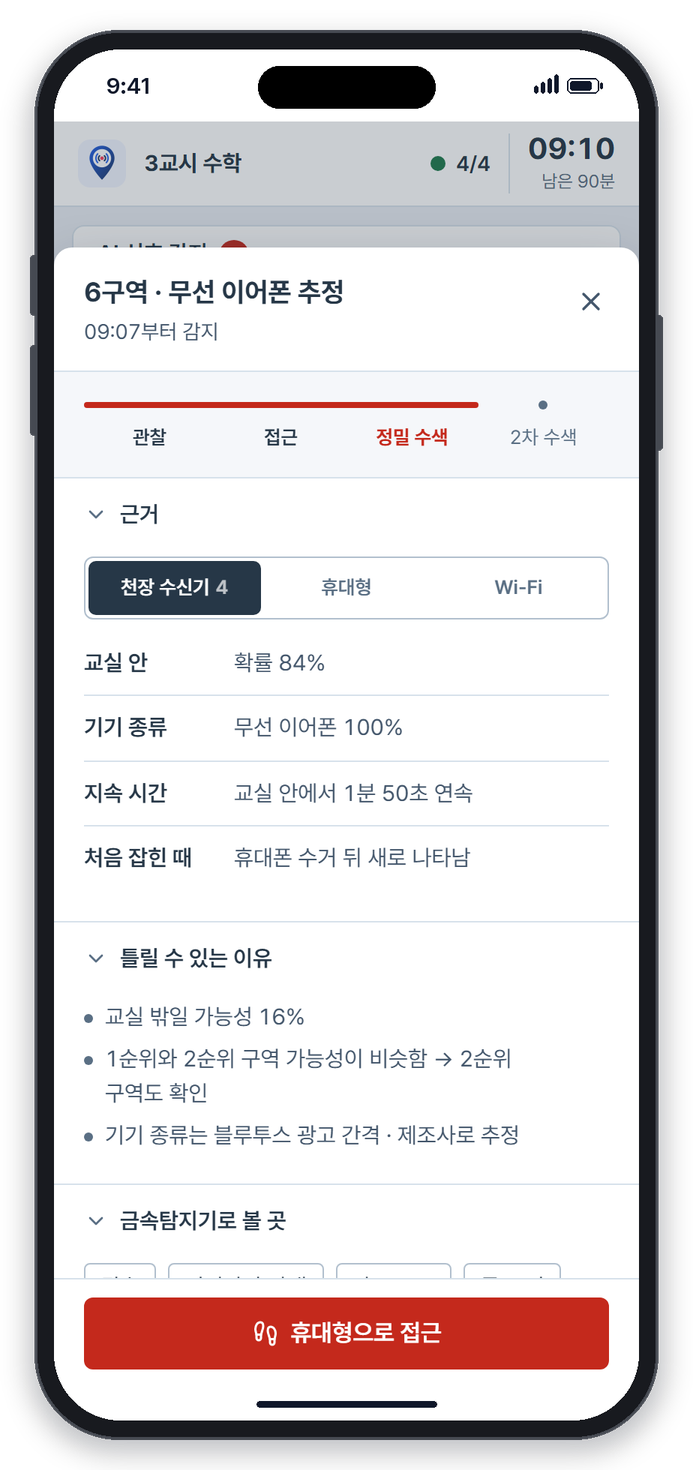 9:41
3교시 수학
4/4
09:10
남은 90분
6구역 · 무선 이어폰 추정
09:07부터 감지
관찰
접근
정밀 수색
2차 수색
근거
천장 수신기 4
휴대형
Wi-Fi
교실 안
확률 84%
기기 종류
무선 이어폰 100%
지속 시간
교실 안에서 1분 50초 연속
처음 잡힌 때
휴대폰 수거 뒤 새로 나타남
틀릴 수 있는 이유
교실 밖일 가능성 16%
1순위와 2순위 구역 가능성이 비슷함 → 2순위
구역도 확인
기기 종류는 블루투스 광고 간격 · 제조사로 추정
금속탐지기로 볼 곳
휴대형으로 접근